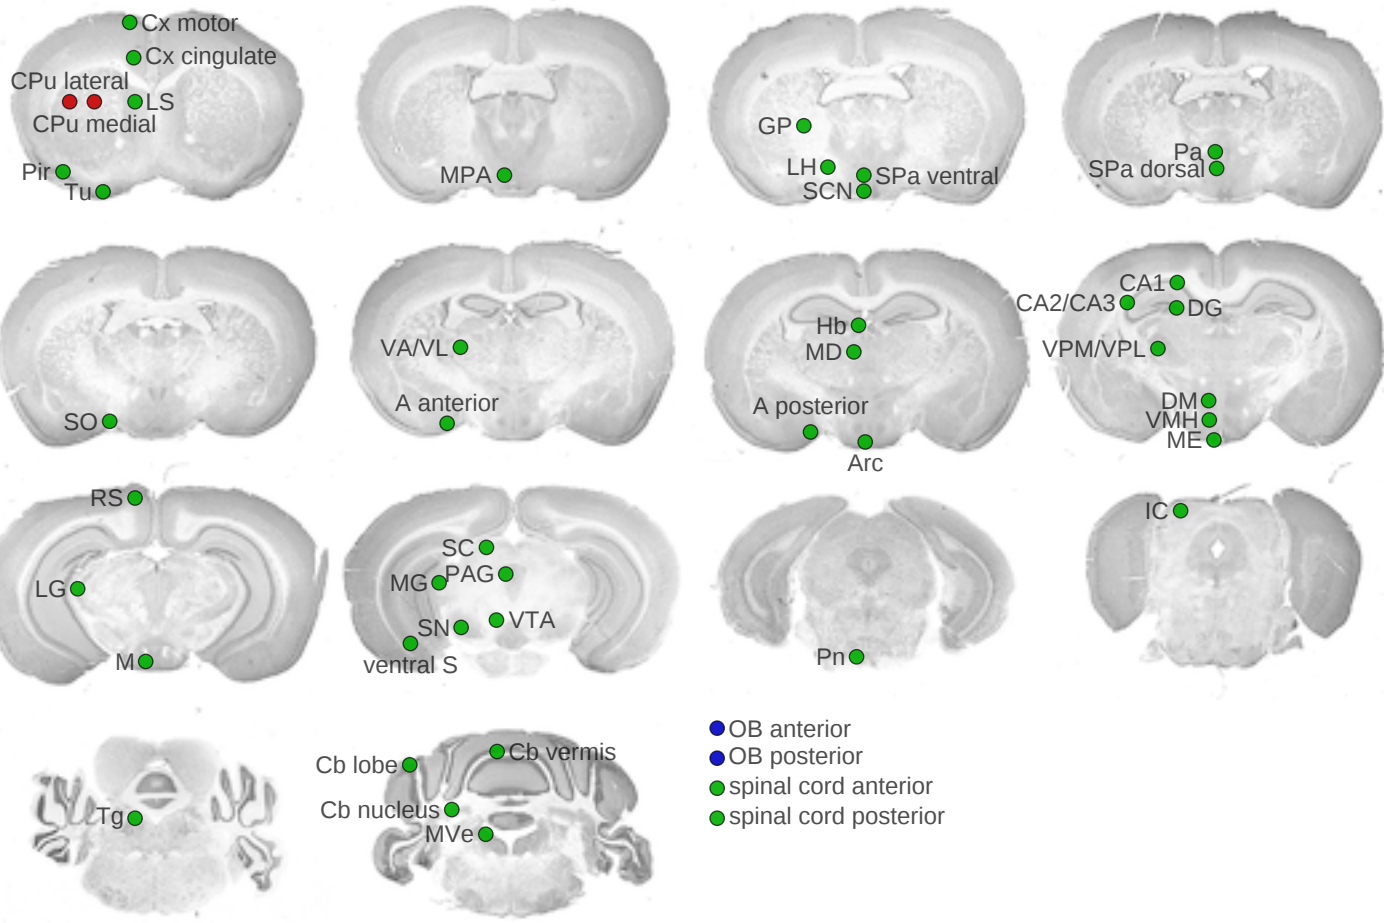 Cx motor
Cx cingulate
CPu lateral
LS
CPu medial
Pir
Tu
MPA
GP
LH
SPa ventral
SCN
Pa
SPa dorsal
SO
VA/VL
A anterior
Hb
MD
A posterior
Arc
CA1
CA2/CA3
DG
VPM/VPL
DM
VMH
ME
RS
LG
M
SC
MG
PAG
SN
VTA
ventral S
Pn
IC
Tg
Cb lobe
Cb vermis
Cb nucleus
MVe
OB anterior
OB posterior
spinal cord anterior
spinal cord posterior